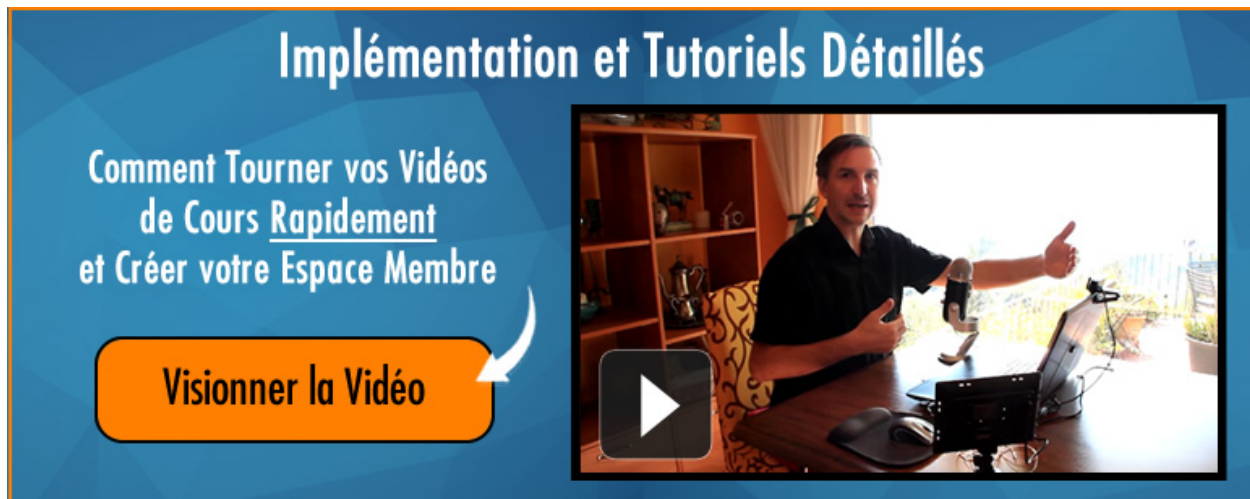 Implémentation et Tutoriels Détaillés
Comment Tourner vos Vidéos
de Cours Rapidement
et Créer votre Espace Membre
Visionner la Vidéo